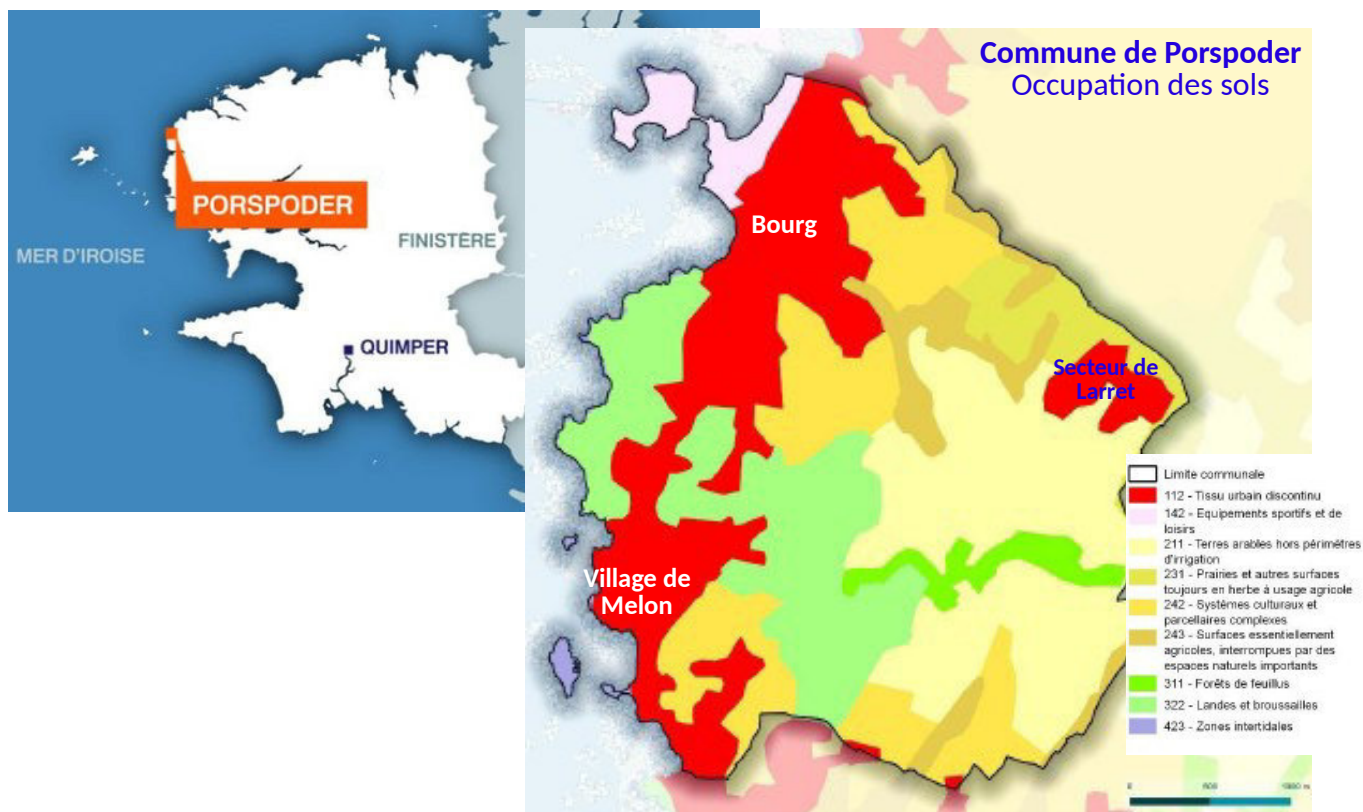 Commune de Porspoder
Occupation des sols
PORSPODER
MER D'IROISE
FINISTÈRE
QUIMPER
Bourg
Secteur de
Larret
Village de
Melon
Limite communale
112 - Tissu urbain discontinu
142 - Equipements sportifs et de
loisirs
211 - Terres arables hors périmètres
d'irrigation
231 - Prairies et autres surfaces
toujours en herbe à usage agricole
242 - Systèmes culturaux et
parcellaires complexes
243 - Surfaces essentiellement
agricoles, interrompues par des
espaces naturels importants
311 - Forêts de feuillus
322 - Landes et broussailles
423 - Zones intertidales
0